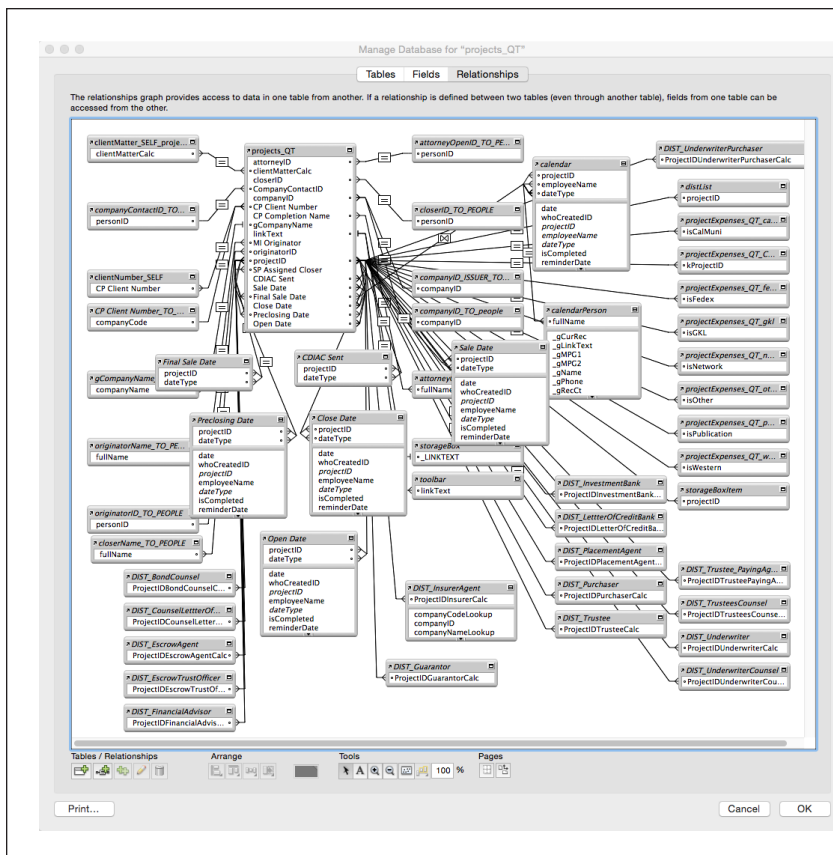 Manage Database for "projects_QT"
Tables Fields Relationships
The relationships graph provides access to data in one table from another. If a relationship is defined between two tables (even through another table), fields from one table can be
accessed from the other.
clientMatter_SELF_proje...
clientMatterCalc
companyContactID_TO...
personID
clientNumber_SELF
CP Client Number
CP Client Number_TO_...
companyCode
gCompanyName_
companyName
originatorName_TO_PE...
fullName
originatorID_TO_PEOPLE
personID
closerName_TO_PEOPLE
fullName
DIST_BondCounsel
ProjectIDBondCounselC...
DIST_CounselLettterOf...
ProjectIDCounselLetter...
DIST_EscrowAgent
ProjectIDEscrowAgentCalc
DIST_EscrowTrustOfficer
ProjectIDEscrowTrustOf...
DIST_FinancialAdvisor
ProjectIDFinancialAdvis...
projects_QT
attorneyID
clientMatterCalc
closerID
CompanyContactID
companyID
CP Client Number
CP Completion Name
gCompanyName
linkText
MI Originator
originatorID
projectID
SP Assigned Closer
CDIAC Sent
Sale Date
Final Sale Date
Close Date
Preclosing Date
Open Date
Final Sale Date
projectID
dateType
Preclosing Date
projectID
dateType
date
whoCreatedID
projectID
employeeName
dateType
isCompleted
reminderDate
CDIAC Sent
projectID
dateType
Close Date
projectID
dateType
date
whoCreatedID
projectID
employeeName
dateType
isCompleted
reminderDate
Open Date
projectID
dateType
date
whoCreatedID
projectID
employeeName
dateType
isCompleted
reminderDate
attorneyOpenID_TO_PE...
personID
closerID_TO_PEOPLE
personID
companyID_ISSUER_TO...
companyID
companyID_TO_people
companyID
attorney
fullName
storageBox
_LINKTEXT
toolbar
linkText
DIST_InsurerAgent
ProjectIDInsurerCalc
companyCodeLookup
companyID
companyNameLookup
DIST_Guarantor
ProjectIDGuarantorCalc
calendar
projectID
employeeName
dateType
date
whoCreatedID
projectID
employeeName
dateType
isCompleted
reminderDate
Sale Date
projectID
dateType
date
whoCreatedID
projectID
employeeName
dateType
isCompleted
reminderDate
calendarPerson
fullName
_gCurRec
_gLinkText
_gMPG1
_gMPG2
_gName
_gPhone
_gRecCt
DIST_InvestmentBank
ProjectIDInvestmentBank...
DIST_LettterOfCreditBank
ProjectIDLetterOfCreditBa...
DIST_PlacementAgent
ProjectIDPlacementAgent...
DIST_Purchaser
ProjectIDPurchaserCalc
DIST_Trustee
ProjectIDTrusteeCalc
DIST_UnderwriterPurchaser
ProjectIDUnderwriterPurchaserCalc
distList
projectID
projectExpenses_QT_ca...
isCalMuni
projectExpenses_QT_C...
kProjectID
projectExpenses_QT_fe...
isFedex
projectExpenses_QT_gkl
isGKL
projectExpenses_QT_n...
isNetwork
projectExpenses_QT_ot...
isOther
projectExpenses_QT_p...
isPublication
projectExpenses_QT_w...
isWestern
storageBoxItem
projectID
DIST_Trustee_PayingAg...
ProjectIDTrusteePayingA...
DIST_TrusteesCounsel
ProjectIDTrusteesCounse...
DIST_Underwriter
ProjectIDUnderwriterCalc
DIST_UnderwriterCounsel
ProjectIDUnderwriterCou...
Tables / Relationships Arrange Tools Pages
A 100 %
Print... Cancel OK